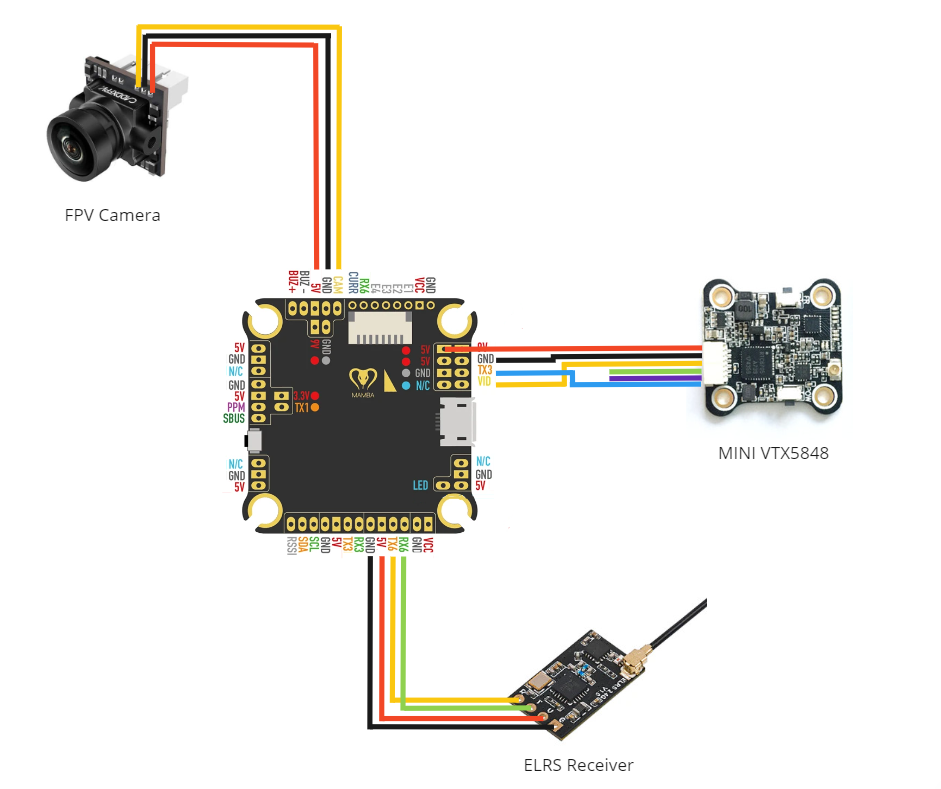 FPV Camera
BUZ+
BUZ-
5V
GND
CAM
CURR
RX6
E4
E3
E2
E1
VCC
GND
5V
GND
N/C
GND
5V
PPM
SBUS
9V
GND
3.3V
TX1
MAMBA
5V
5V
GND
N/C
9V
GND
TX3
VID
MINI VTX5848
N/C
GND
5V
N/C
GND
LED
5V
RSSI
SDA
SCL
GND
5V
TX3
RX3
GND
5V
TX6
RX6
GND
VCC
ELRS Receiver